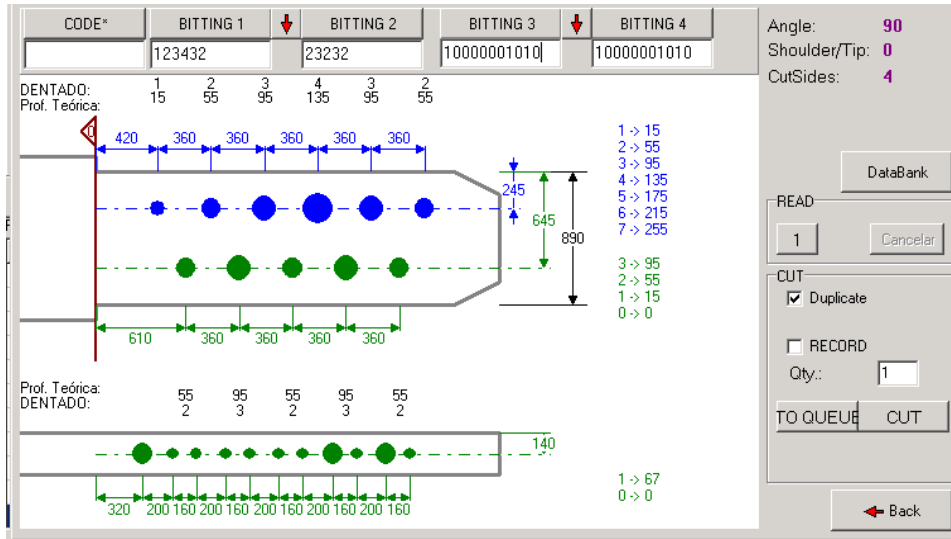 CODE* BITTING 1 BITTING 2 BITTING 3 BITTING 4
123432 23232 10000001010 10000001010
DENTADO: 1 2 3 4 3 2
Prof. Teórica: 15 55 95 135 95 55
0
420 360 360 360 360 360
245
645
890
610 360 360 360 360
1 -> 15
2 -> 55
3 -> 95
4 -> 135
5 -> 175
6 -> 215
7 -> 255
3 -> 95
2 -> 55
1 -> 15
0 -> 0
Prof. Teórica: 55 95 55 95 55
DENTADO: 2 3 2 3 2
140
320 200 160 200 160 200 160 200 160 200 160
1 -> 67
0 -> 0
Angle: 90
Shoulder/Tip: 0
CutSides: 4
DataBank
READ
1 Cancelar
CUT
Duplicate
RECORD
Qty.: 1
TO QUEUE CUT
Back